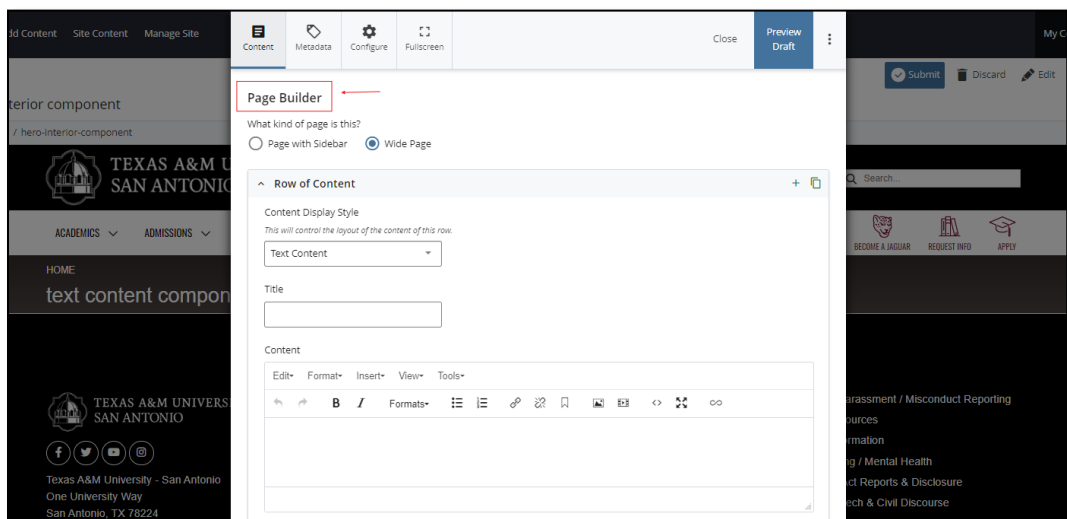 dd Content Site Content Manage Site
Content Metadata Configure Fullscreen
Close Preview Draft
My C
Submit Discard Edit
terior component
/ hero-interior-component
Page Builder
What kind of page is this?
Page with Sidebar Wide Page
TEXAS A&M U
SAN ANTONIO
Search...
Row of Content
Content Display Style
This will control the layout of the content of this row.
Text Content
ACADEMICS ADMISSIONS
BECOME A JAGUAR REQUEST INFO APPLY
HOME
text content compon
Title
Content
Edit Format Insert View Tools
B I Formats
TEXAS A&M UNIVERS
SAN ANTONIO
Texas A&M University - San Antonio
One University Way
San Antonio, TX 78224
arassment / Misconduct Reporting
ources
ormation
ng / Mental Health
Act Reports & Disclosure
ech & Civil Discourse